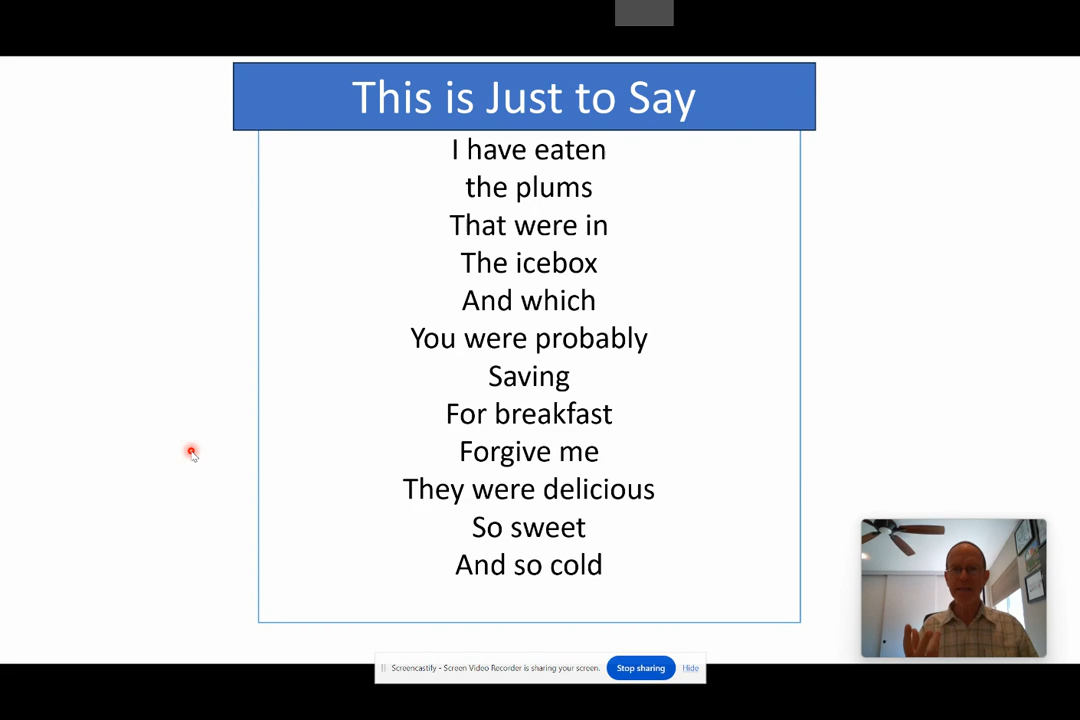 This is Just to Say
I have eaten
the plums
That were in
The icebox
And which
You were probably
Saving
For breakfast
Forgive me
They were delicious
So sweet
And so cold
Screencastify - Screen Video Recorder is sharing your screen. Stop sharing Hide